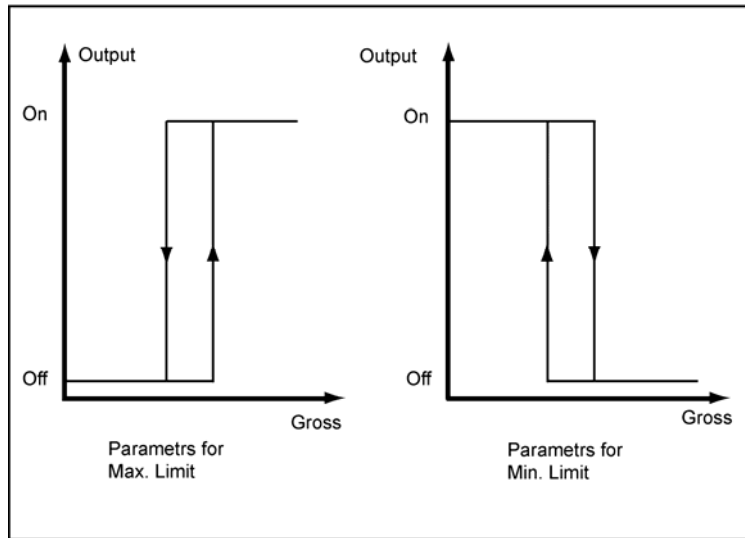 Output
On
Off
Gross
Parametrs for
Max. Limit
Output
On
Off
Gross
Parametrs for
Min. Limit